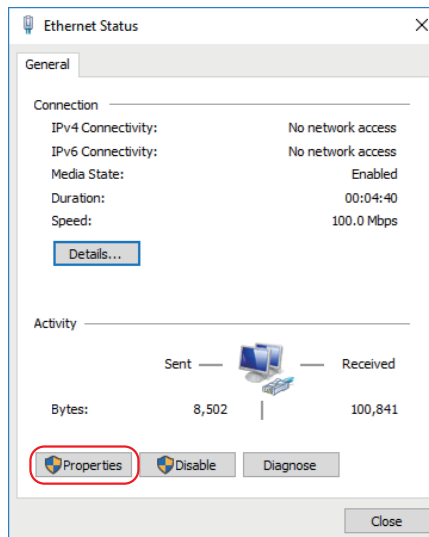 Ethernet Status
General
Connection
IPv4 Connectivity: No network access
IPv6 Connectivity: No network access
Media State: Enabled
Duration: 00:04:40
Speed: 100.0 Mbps
Details...
Activity
Sent Received
Bytes: 8,502 100,841
Properties Disable Diagnose
Close